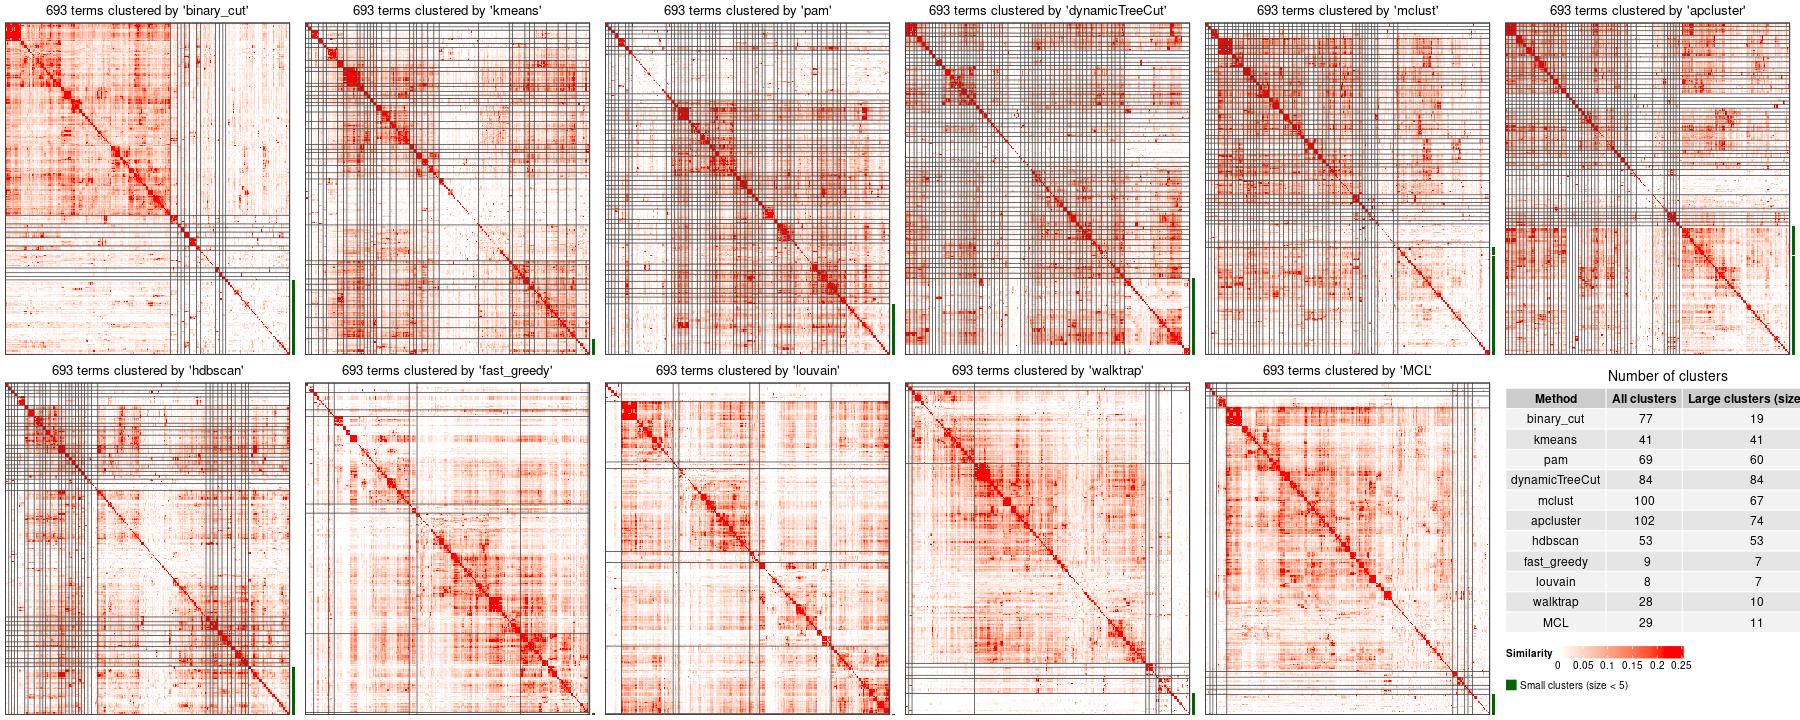 693 terms clustered by 'binary_cut'
693 terms clustered by 'kmeans'
693 terms clustered by 'pam'
693 terms clustered by 'dynamicTreeCut'
693 terms clustered by 'mclust'
693 terms clustered by 'apcluster'
693 terms clustered by 'hdbscan'
693 terms clustered by 'fast_greedy'
693 terms clustered by 'louvain'
693 terms clustered by 'walktrap'
693 terms clustered by 'MCL'
Number of clusters
Method All clusters Large clusters (size
binary_cut 77 19
kmeans 41 41
pam 69 60
dynamicTreeCut 84 84
mclust 100 67
apcluster 102 74
hdbscan 53 53
fast_greedy 9 7
louvain 8 7
walktrap 28 10
MCL 29 11
Similarity
0 0.05 0.1 0.15 0.2 0.25
Small clusters (size < 5)